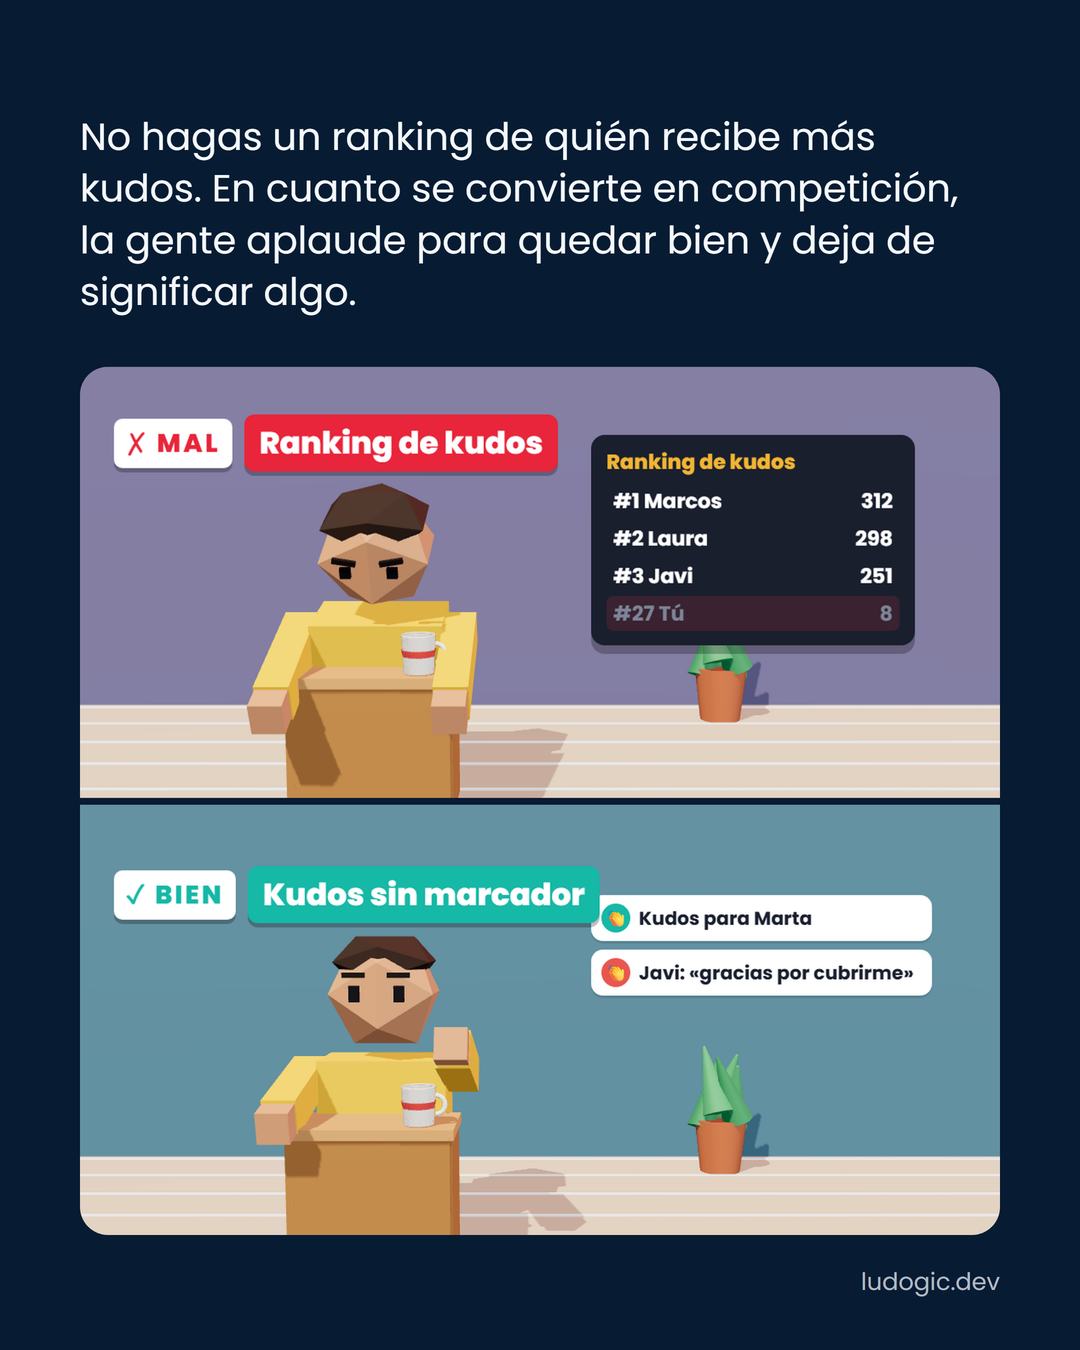 No hagas un ranking de quién recibe más
kudos. En cuanto se convierte en competición,
la gente aplaude para quedar bien y deja de
significar algo.
✗ MAL
Ranking de kudos
Ranking de kudos
#1 Marcos 312
#2 Laura 298
#3 Javi 251
#27 Tú 8
✓ BIEN
Kudos sin marcador
Kudos para Marta
Javi: «gracias por cubrirme»
ludogic.dev